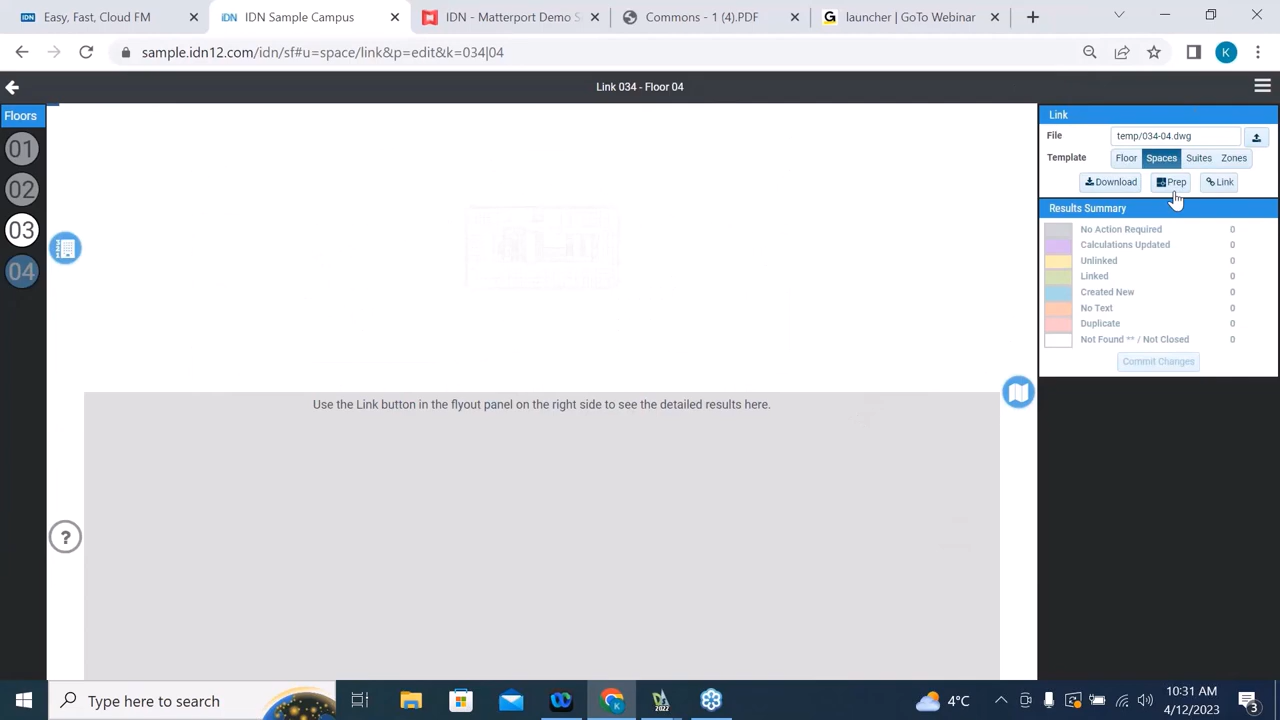 Easy, Fast, Cloud FM
IDN Sample Campus
IDN - Matterport Demo S
Commons - 1 (4).PDF
launcher | GoTo Webinar
sample.idn12.com/idn/sf#u=space/link&p=edit&k=034|04
K
Link 034 - Floor 04
Floors
01
02
03
04
Link
File
temp/034-04.dwg
Template
Floor
Spaces
Suites
Zones
Download
Prep
Link
Results Summary
No Action Required 0
Calculations Updated 0
Unlinked 0
Linked 0
Created New 0
No Text 0
Duplicate 0
Not Found ** / Not Closed 0
Commit Changes
Use the Link button in the flyout panel on the right side to see the detailed results here.
?
Type here to search
2022
4°C
10:31 AM
4/12/2023
3